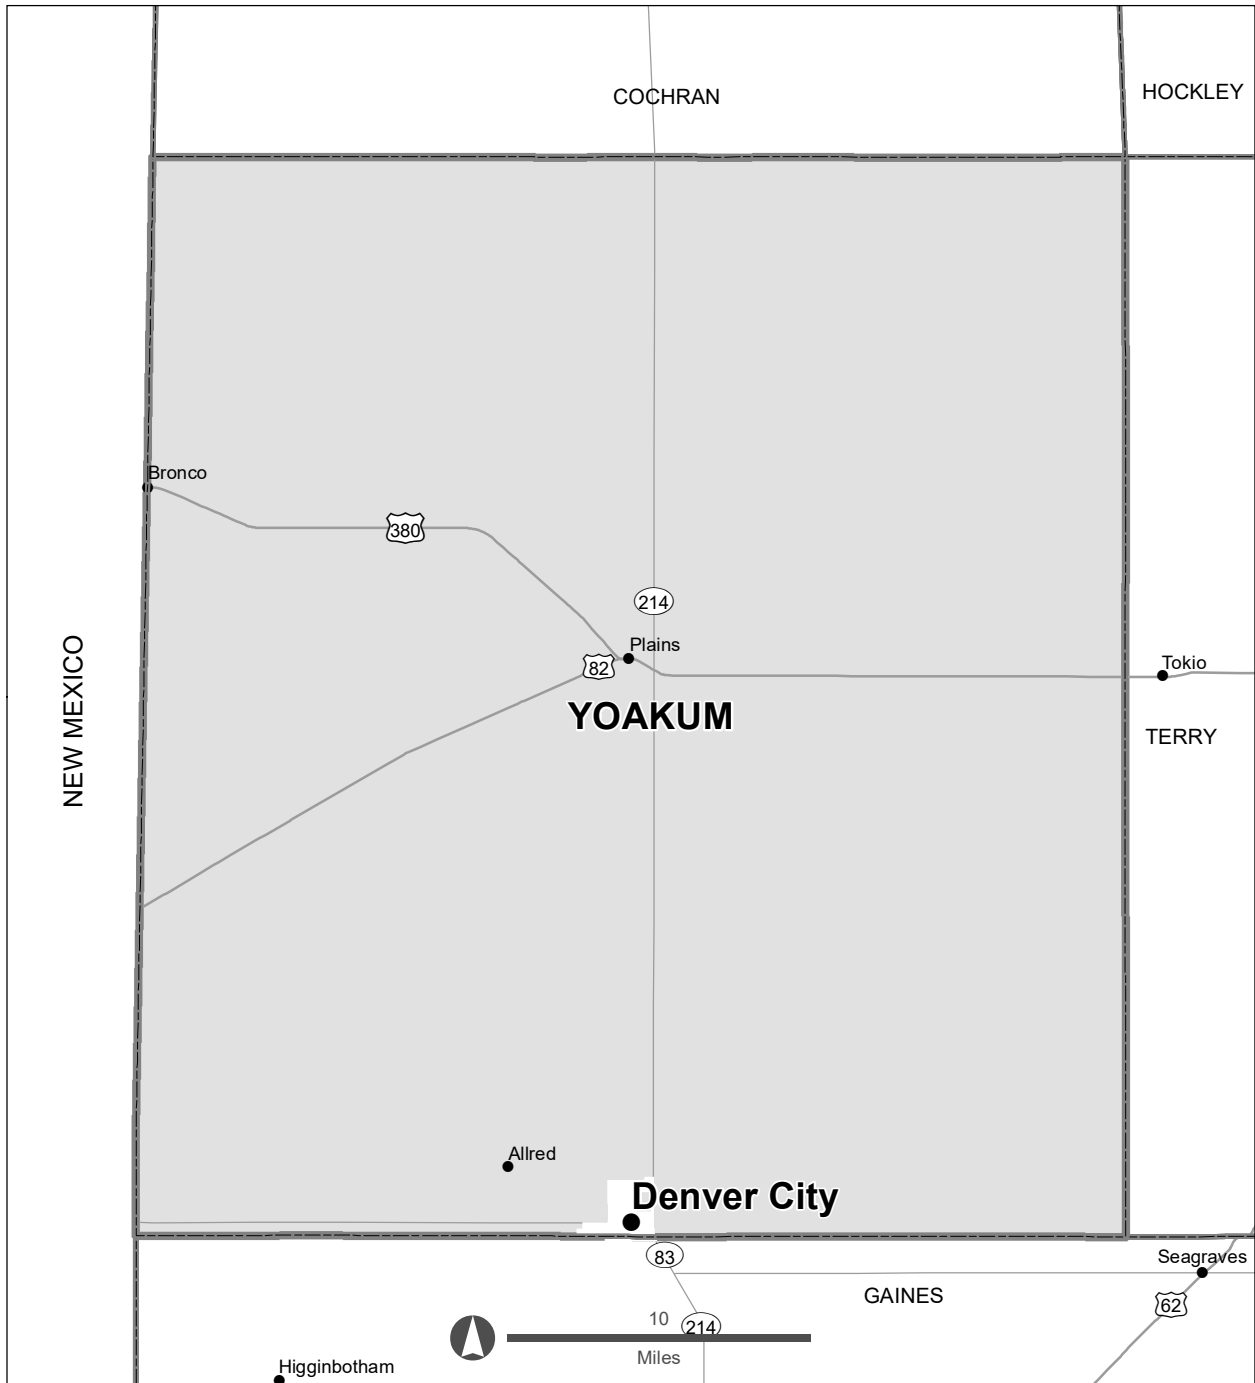 COCHRAN
HOCKLEY
Bronco
380
214
Plains
82
Tokio
YOAKUM
NEW MEXICO
TERRY
Allred
Denver City
83
Seagraves
GAINES
62
10
214
Miles
Higginbotham